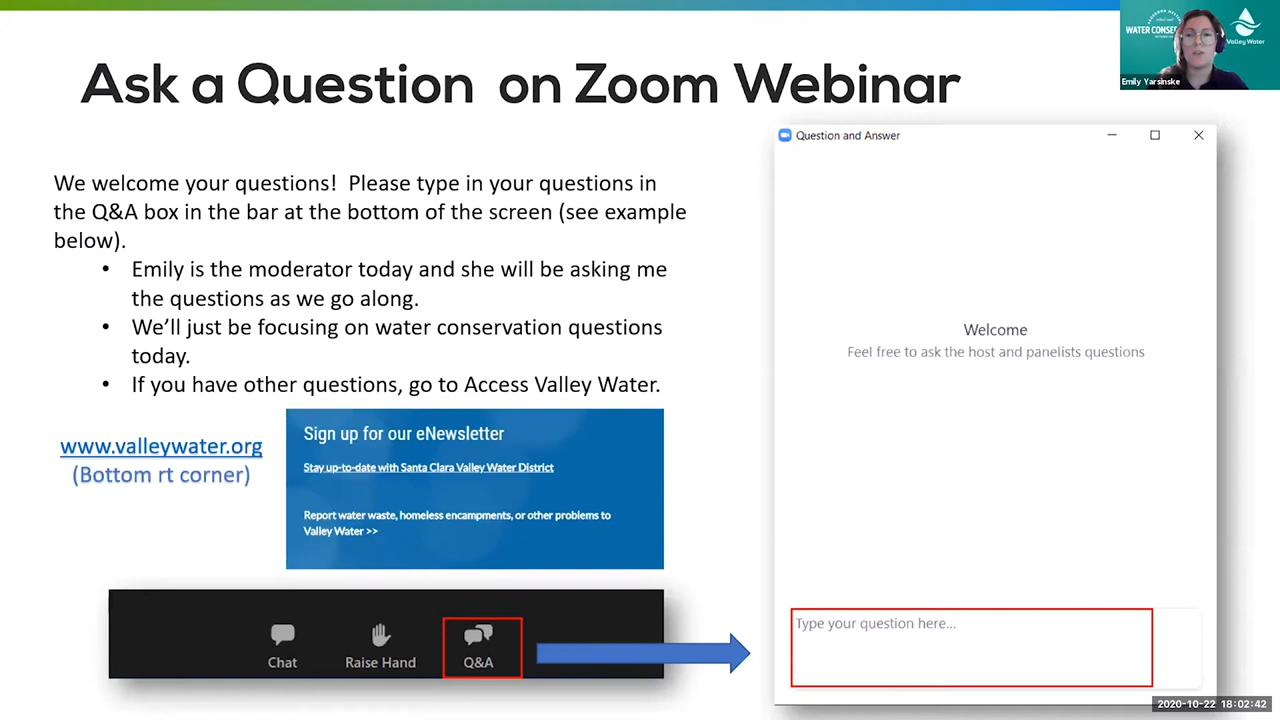 Ask a Question on Zoom Webinar
WATER CONSE
Valley Water
Emily Yarsinske
We welcome your questions! Please type in your questions in
the Q&A box in the bar at the bottom of the screen (see example
below).
• Emily is the moderator today and she will be asking me
the questions as we go along.
• We'll just be focusing on water conservation questions
today.
• If you have other questions, go to Access Valley Water.
www.valleywater.org
(Bottom rt corner)
Sign up for our eNewsletter
Stay up-to-date with Santa Clara Valley Water District
Report water waste, homeless encampments, or other problems to
Valley Water >>
Chat
Raise Hand
Q&A
Question and Answer
Welcome
Feel free to ask the host and panelists questions
Type your question here...
2020-10-22 18:02:42